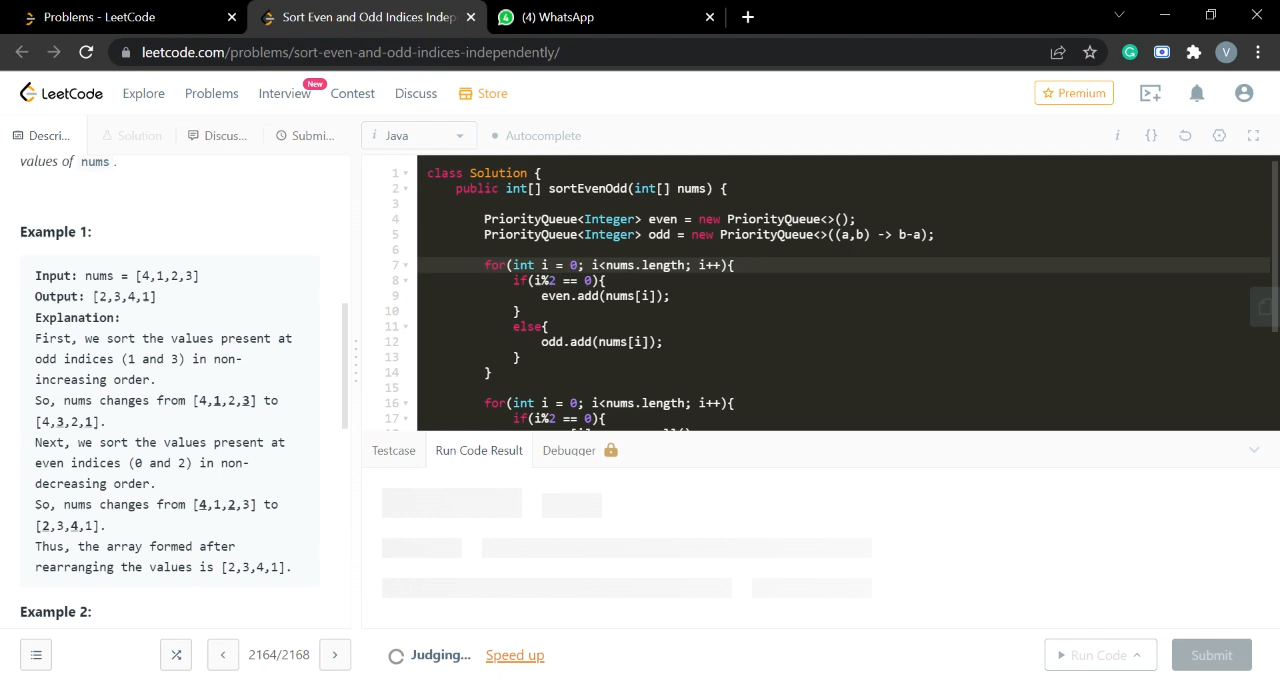 Problems - LeetCode
Sort Even and Odd Indices Indep
(4) WhatsApp
leetcode.com/problems/sort-even-and-odd-indices-independently/
V
LeetCode
Explore
Problems
Interview
New
Contest
Discuss
Store
Premium
Descri...
Solution
Discus...
Submi...
i Java
Autocomplete
i {}
values of nums .
Example 1:
Input: nums = [4,1,2,3]
Output: [2,3,4,1]
Explanation:
First, we sort the values present at
odd indices (1 and 3) in non-
increasing order.
So, nums changes from [4,1,2,3] to
[4,3,2,1].
Next, we sort the values present at
even indices (0 and 2) in non-
decreasing order.
So, nums changes from [4,1,2,3] to
[2,3,4,1].
Thus, the array formed after
rearranging the values is [2,3,4,1].
Example 2:
1 class Solution {
2 public int[] sortEvenOdd(int[] nums) {
3
4 PriorityQueue<Integer> even = new PriorityQueue<>();
5 PriorityQueue<Integer> odd = new PriorityQueue<>((a,b) -> b-a);
6
7 for(int i = 0; i<nums.length; i++){
8 if(i%2 == 0){
9 even.add(nums[i]);
10 }
11 else{
12 odd.add(nums[i]);
13 }
14 }
15
16 for(int i = 0; i<nums.length; i++){
17 if(i%2 == 0){
Testcase
Run Code Result
Debugger
2164/2168
Judging...
Speed up
Run Code
Submit